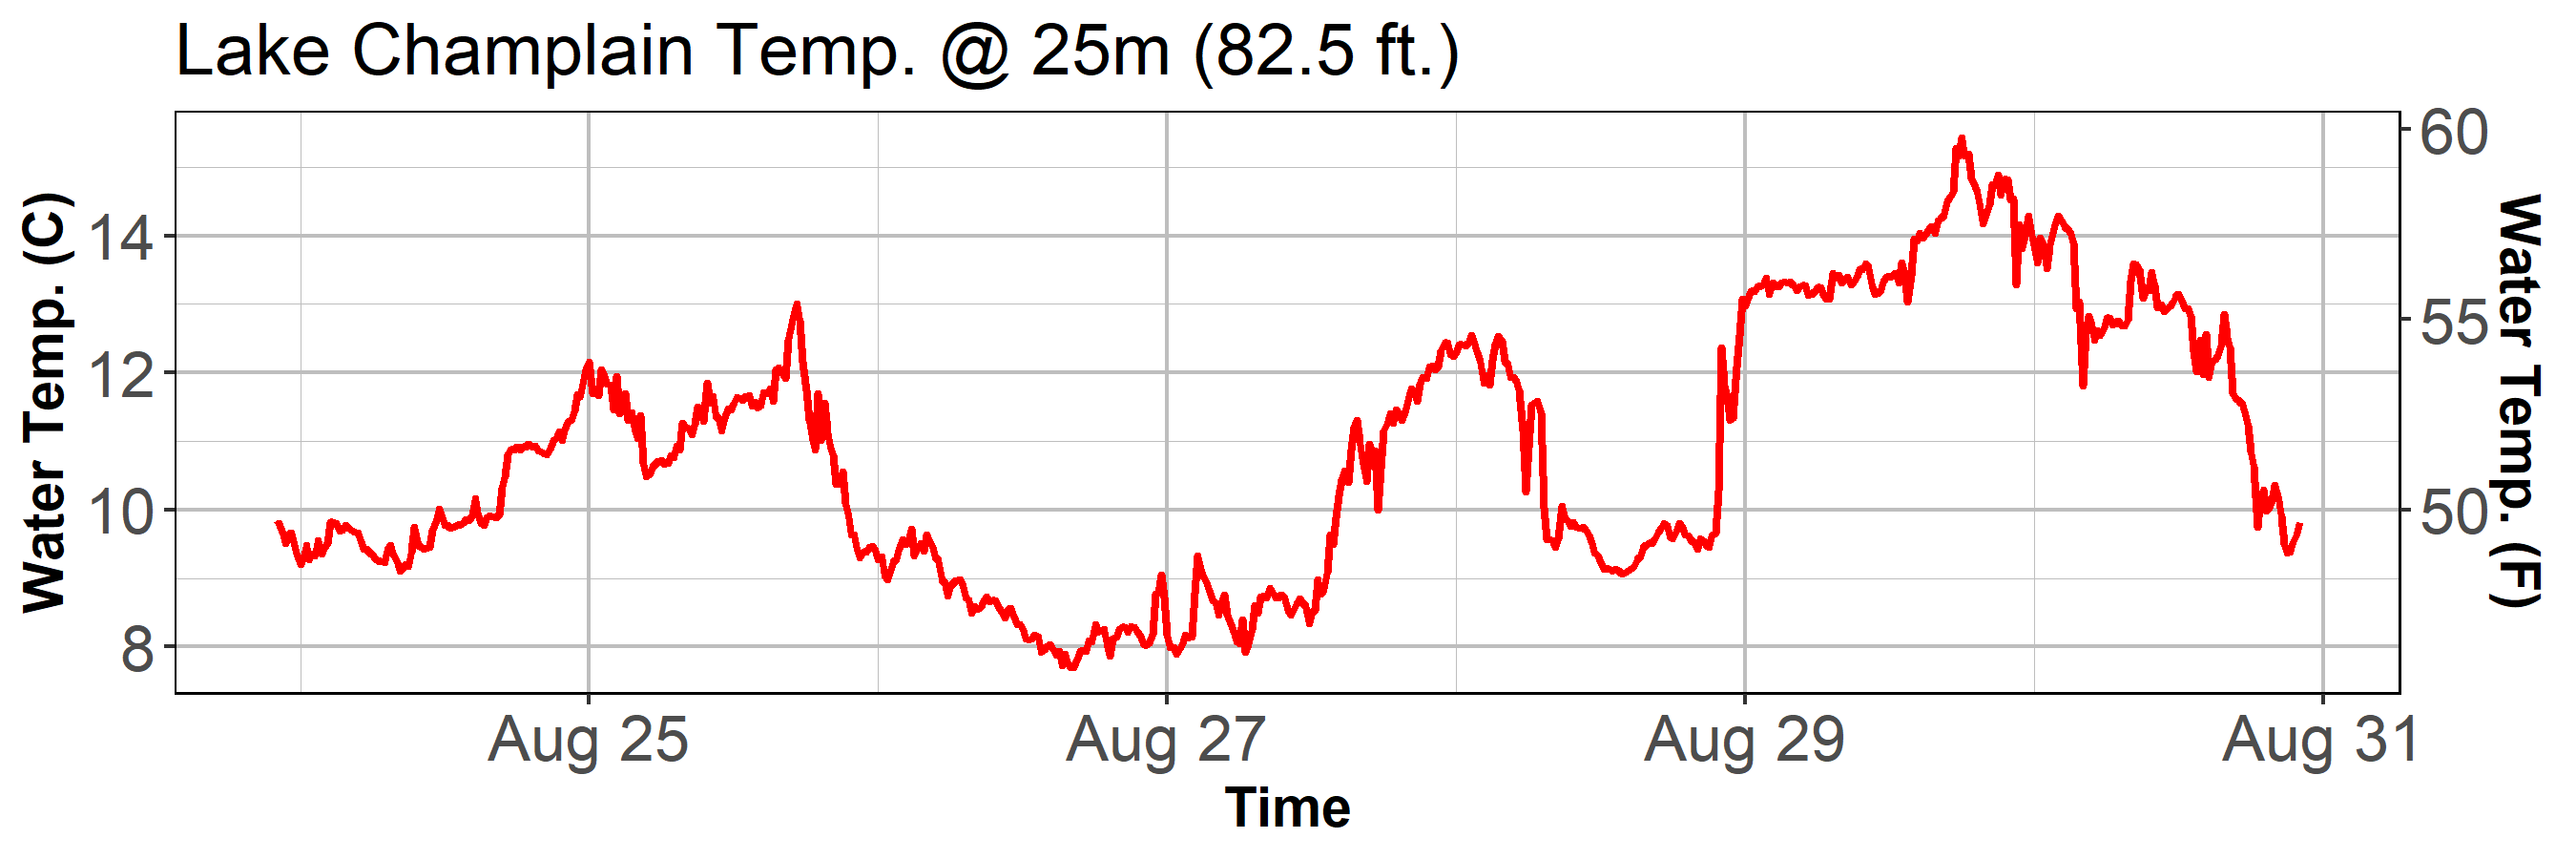 Lake Champlain Temp. @ 25m (82.5 ft.)
Water Temp. (C)
14
12
10
8
60
55
50
Water Temp. (F)
Aug 25
Aug 27
Aug 29
Aug 31
Time